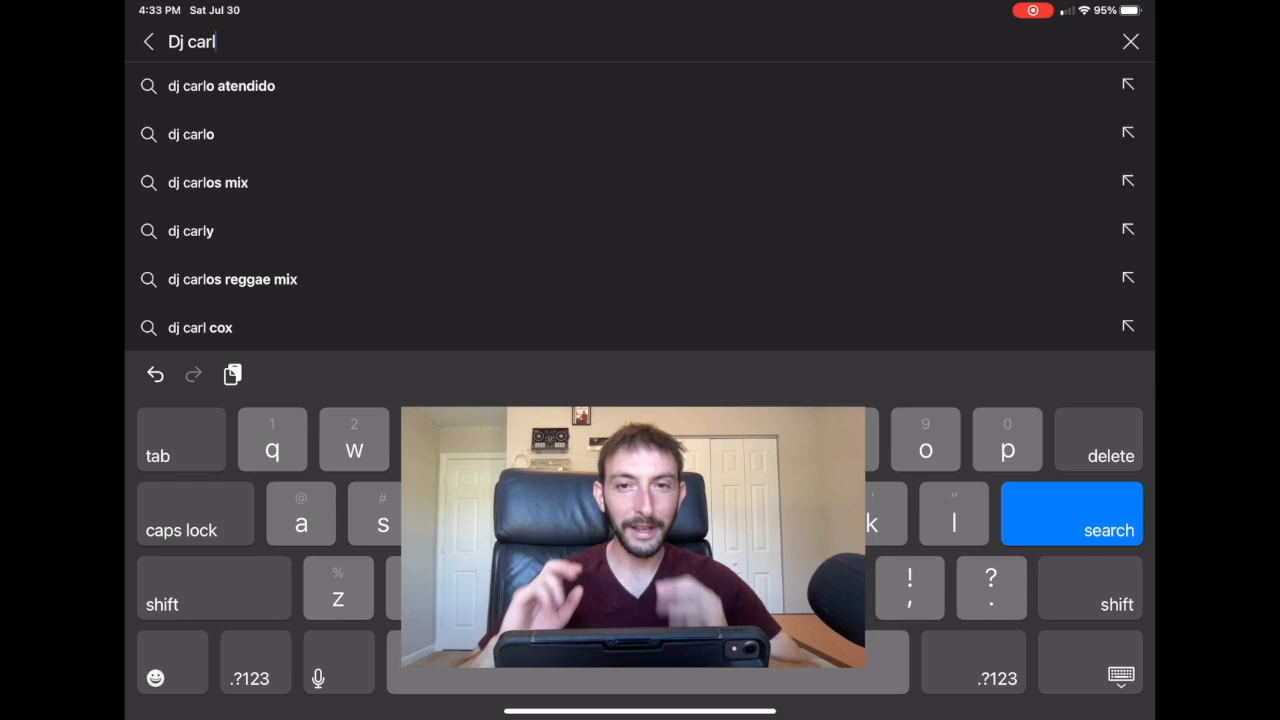 4:33 PM Sat Jul 30 95%
Dj carl
dj carlo atendido
dj carlo
dj carlos mix
dj carly
dj carlos reggae mix
dj carl cox
1 2 9 0
tab q w o p delete
@ # ' "
caps lock a s k l search
% ! ?
shift z , . shift
.?123 .?123